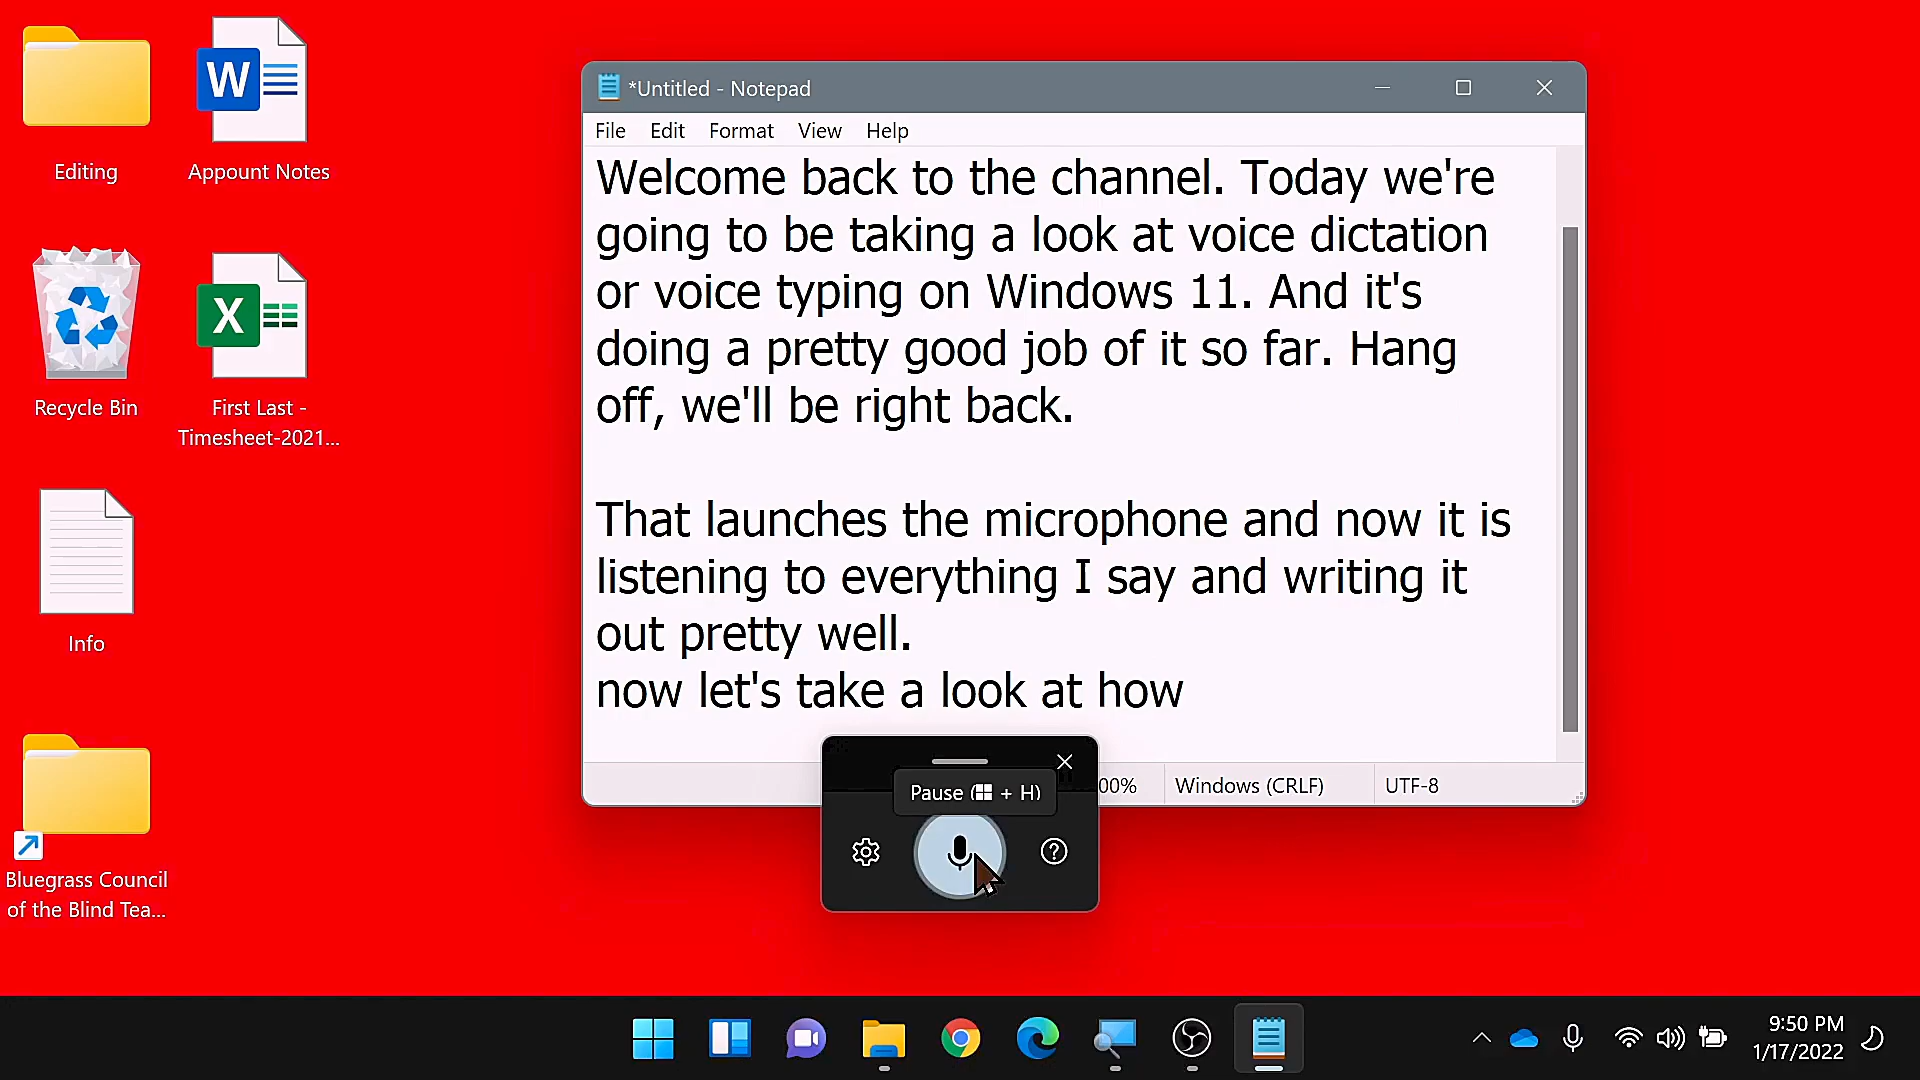 Editing
W
Appount Notes
Recycle Bin
X
First Last -
Timesheet-2021...
Info
Bluegrass Council
of the Blind Tea...
*Untitled - Notepad
File Edit Format View Help
Welcome back to the channel. Today we're
going to be taking a look at voice dictation
or voice typing on Windows 11. And it's
doing a pretty good job of it so far. Hang
off, we'll be right back.
That launches the microphone and now it is
listening to everything I say and writing it
out pretty well.
now let's take a look at how
00% Windows (CRLF) UTF-8
Pause ( + H)
9:50 PM
1/17/2022